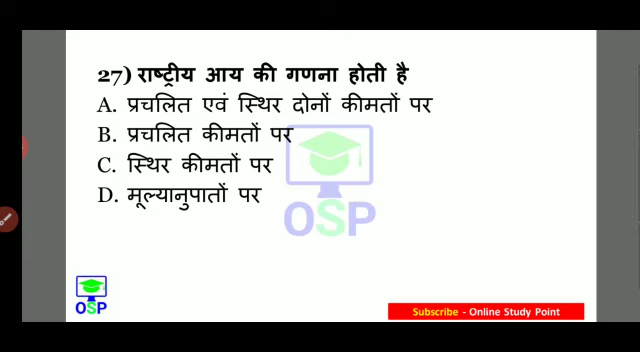 27) राष्ट्रीय आय की गणना होती है
A. प्रचलित एवं स्थिर दोनों कीमतों पर
B. प्रचलित कीमतों पर
C. स्थिर कीमतों पर
D. मूल्यानुपातों पर
OSP
OSP
Subscribe - Online Study Point